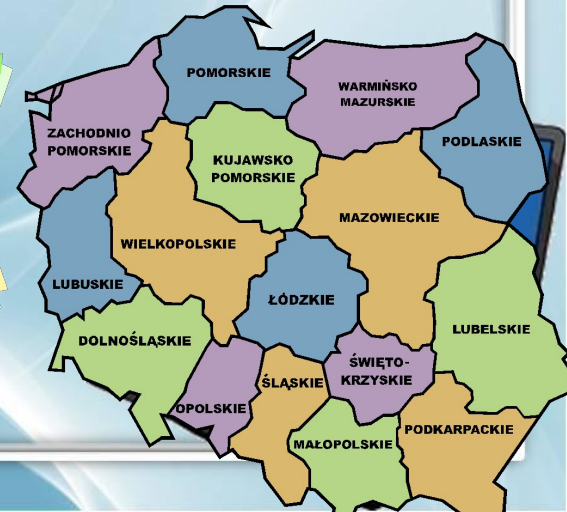 POMORSKIE
WARMIŃSKO
MAZURSKIE
ZACHODNIO
POMORSKIE
PODLASKIE
KUJAWSKO
POMORSKIE
MAZOWIECKIE
WIELKOPOLSKIE
LUBUSKIE
ŁÓDZKIE
LUBELSKIE
DOLNOŚLĄSKIE
ŚWIĘTO-
KRZYSKIE
ŚLĄSKIE
OPOLSKIE
PODKARPACKIE
MAŁOPOLSKIE